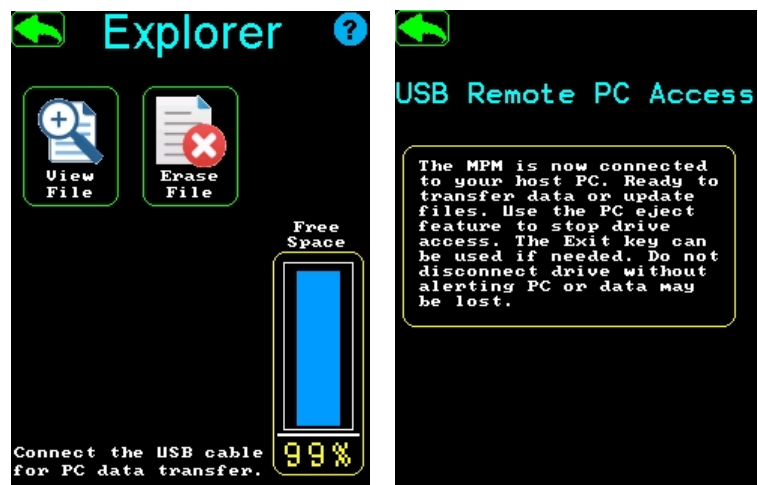 Explorer
?
View
File
Erase
File
Free
Space
99%
Connect the USB cable
for PC data transfer.
USB Remote PC Access
The MPM is now connected
to your host PC. Ready to
transfer data or update
files. Use the PC eject
feature to stop drive
access. The Exit key can
be used if needed. Do not
disconnect drive without
alerting PC or data may
be lost.